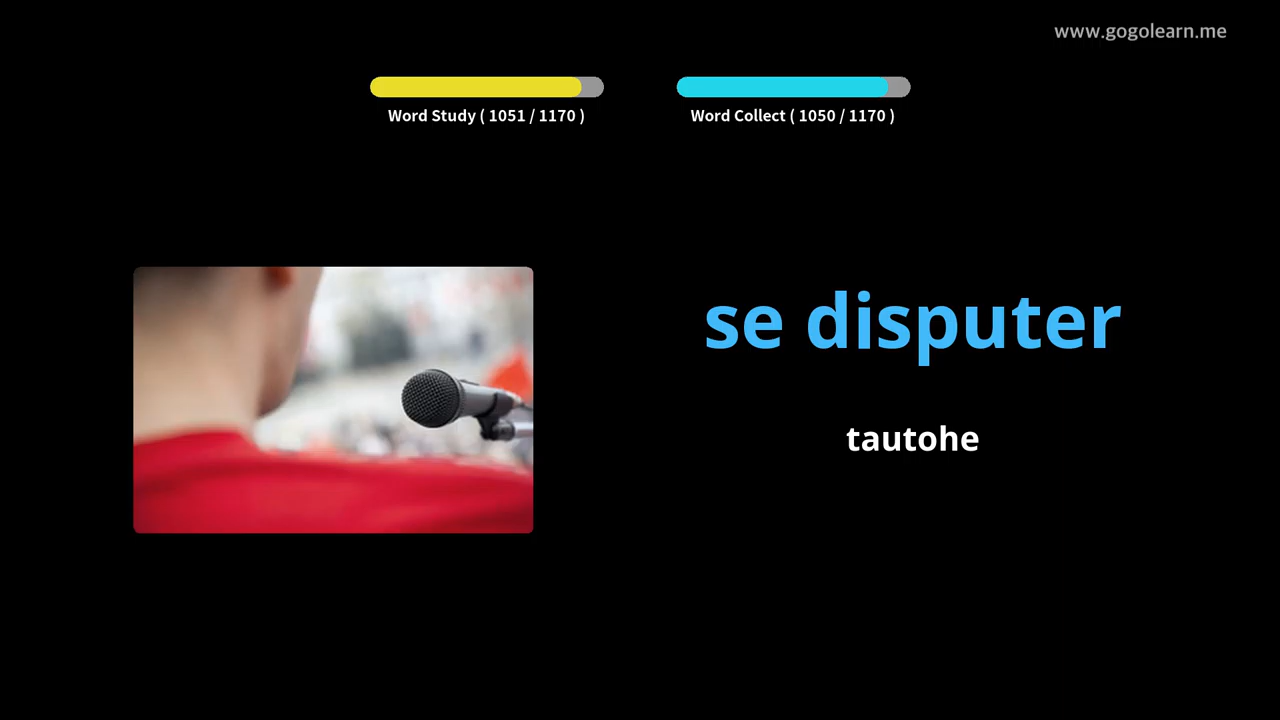 www.gogolearn.me
Word Study ( 1051 / 1170 )
Word Collect ( 1050 / 1170 )
se disputer
tautohe